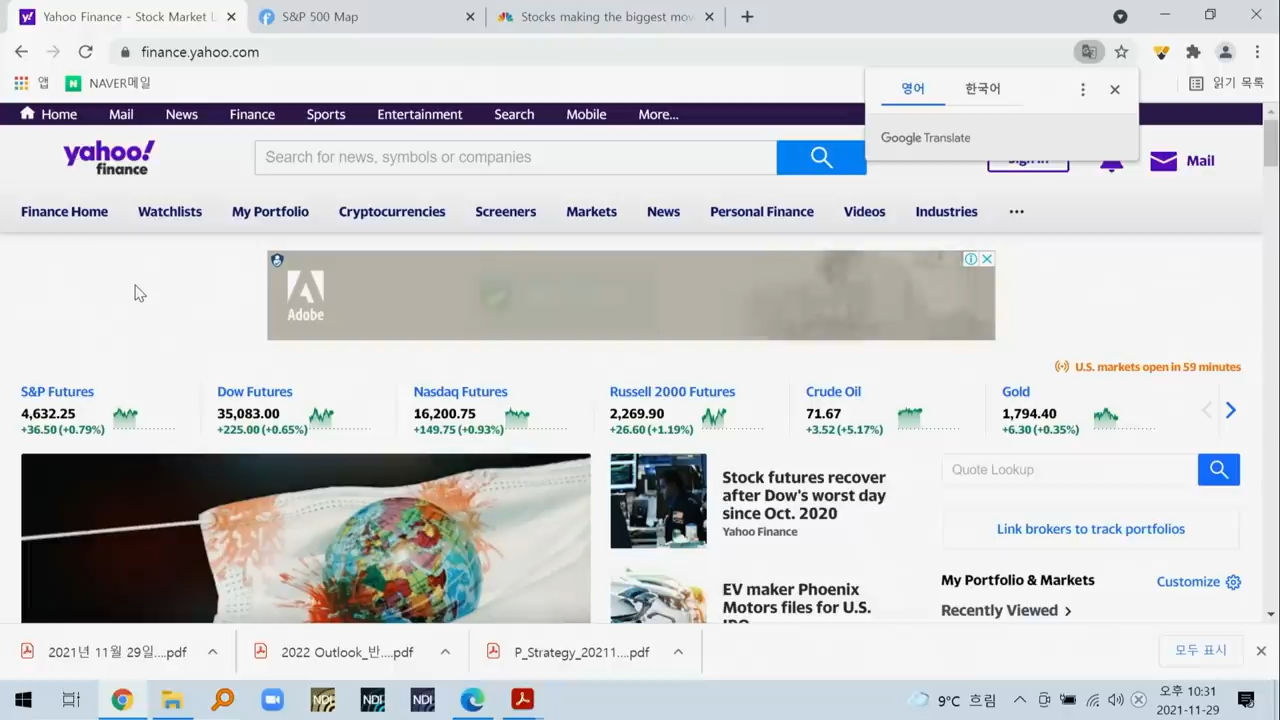 Yahoo Finance - Stock Market L
S&P 500 Map
Stocks making the biggest mov
finance.yahoo.com
앱
NAVER메일
읽기 목록
영어
한국어
Google Translate
Home
Mail
News
Finance
Sports
Entertainment
Search
Mobile
More...
yahoo!
finance
Search for news, symbols or companies
Mail
Finance Home
Watchlists
My Portfolio
Cryptocurrencies
Screeners
Markets
News
Personal Finance
Videos
Industries
Adobe
U.S. markets open in 59 minutes
S&P Futures
4,632.25
+36.50 (+0.79%)
Dow Futures
35,083.00
+225.00 (+0.65%)
Nasdaq Futures
16,200.75
+149.75 (+0.93%)
Russell 2000 Futures
2,269.90
+26.60 (+1.19%)
Crude Oil
71.67
+3.52 (+5.17%)
Gold
1,794.40
+6.30 (+0.35%)
Stock futures recover
after Dow's worst day
since Oct. 2020
Yahoo Finance
EV maker Phoenix
Motors files for U.S.
Quote Lookup
Link brokers to track portfolios
My Portfolio & Markets
Customize
Recently Viewed
2021년 11월 29일....pdf
2022 Outlook_반....pdf
P_Strategy_20211....pdf
모두 표시
NDI
NDI
NDI
9°C 흐림
오후 10:31
2021-11-29